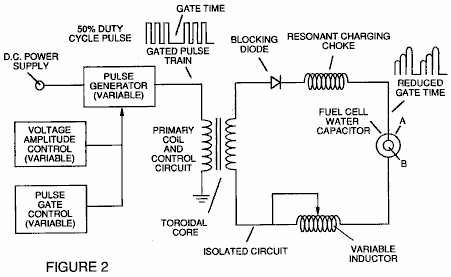 GATE TIME
50% DUTY
CYCLE PULSE
D.C. POWER
SUPPLY
GATED PULSE
TRAIN
PULSE
GENERATOR
(VARIABLE)
VOLTAGE
AMPLITUDE
CONTROL
(VARIABLE)
PULSE
GATE
CONTROL
(VARIABLE)
PRIMARY
COIL AND
CONTROL
CIRCUIT
TOROIDAL
CORE
BLOCKING
DIODE
RESONANT CHARGING
CHOKE
REDUCED
GATE TIME
FUEL CELL
WATER
CAPACITOR
A
B
ISOLATED CIRCUIT
VARIABLE
INDUCTOR
FIGURE 2